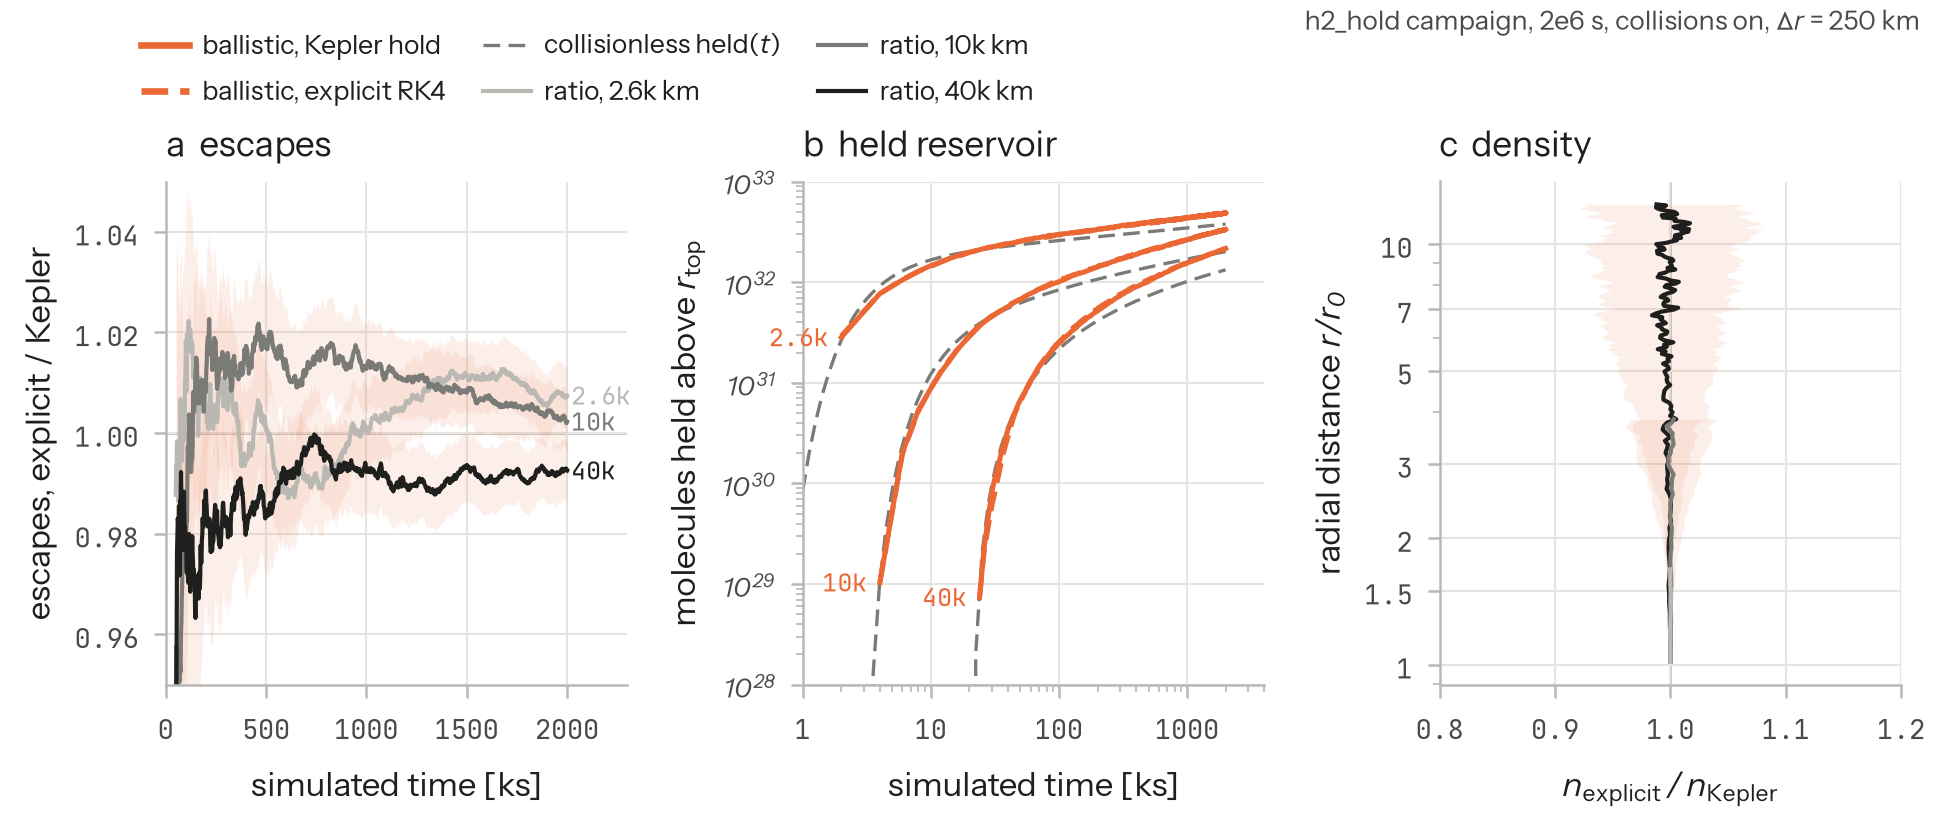 h2_hold campaign, 2e6 s, collisions on, Δr = 250 km
ballistic, Kepler hold
collisionless held(t)
ratio, 10k km
ballistic, explicit RK4
ratio, 2.6k km
ratio, 40k km
a escapes
escapes, explicit / Kepler
1.04
1.02
1.00
0.98
0.96
2.6k
10k
40k
0 500 1000 1500 2000
simulated time [ks]
b held reservoir
molecules held above r_top
10^33
10^32
10^31
10^30
10^29
10^28
2.6k
10k
40k
1 10 100 1000
simulated time [ks]
c density
radial distance r/r_0
10
7
5
3
2
1.5
1
0.8 0.9 1.0 1.1 1.2
n_explicit / n_Kepler